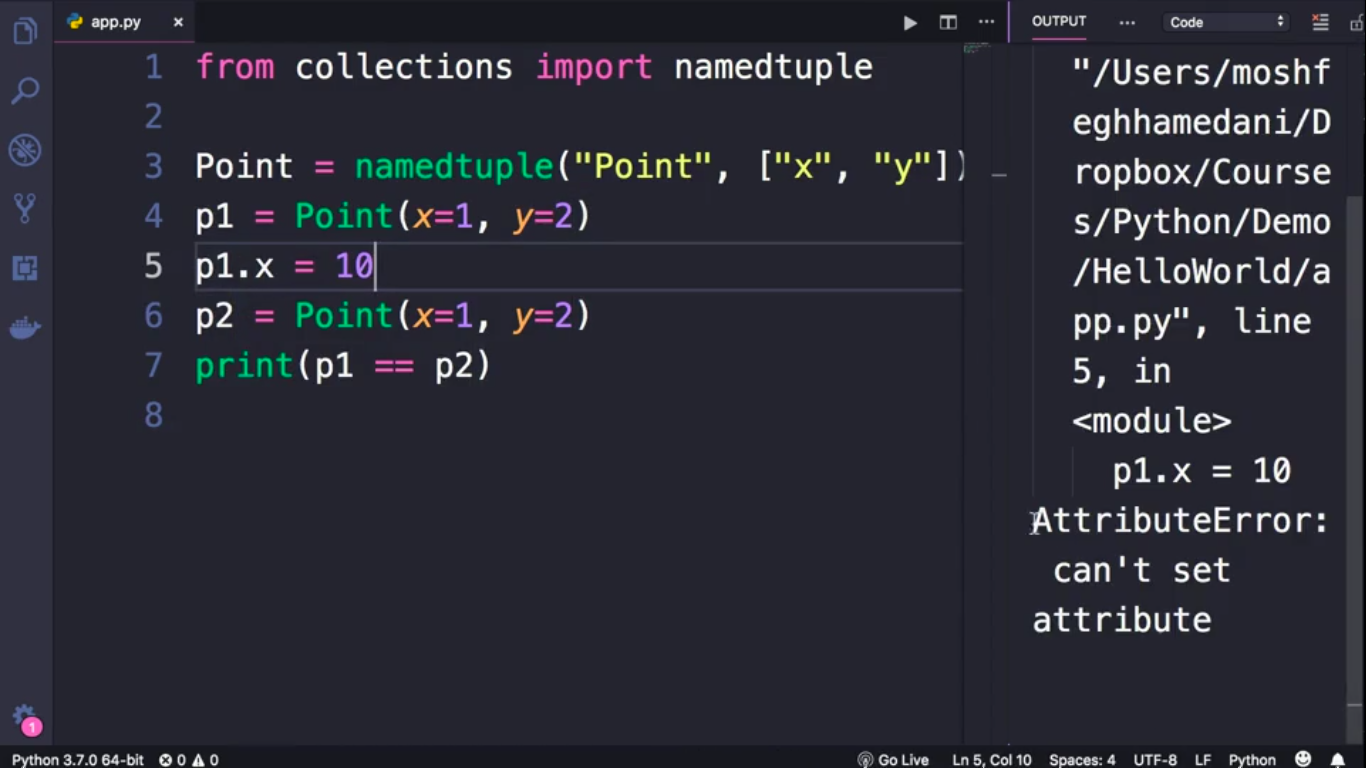 app.py
OUTPUT
Code
1 from collections import namedtuple
2
3 Point = namedtuple("Point", ["x", "y"])
4 p1 = Point(x=1, y=2)
5 p1.x = 10
6 p2 = Point(x=1, y=2)
7 print(p1 == p2)
8
"/Users/moshf
eghhamedani/D
ropbox/Course
s/Python/Demo
/HelloWorld/a
pp.py", line
5, in
<module>
p1.x = 10
AttributeError:
can't set
attribute
1
Python 3.7.0 64-bit 0 0 Go Live Ln 5, Col 10 Spaces: 4 UTF-8 LF Python